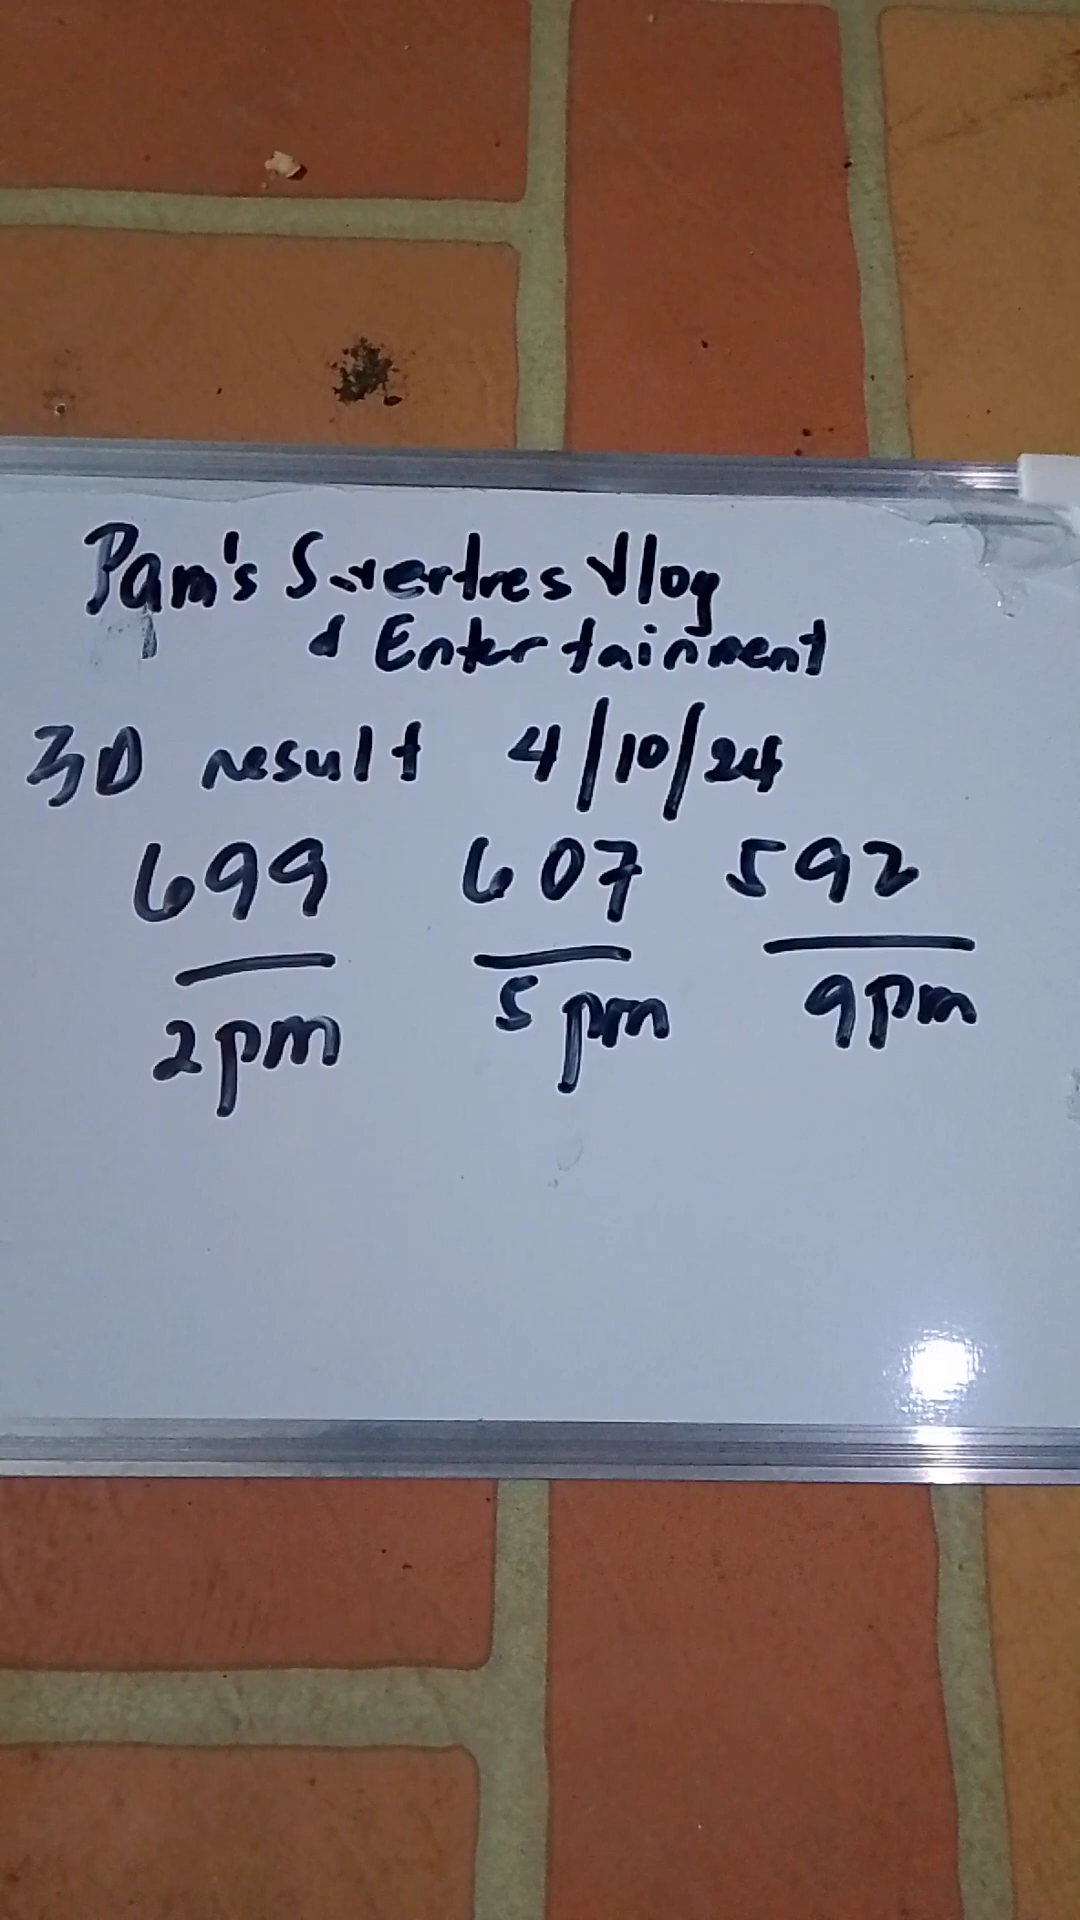 Pam's Swertres Vlog
& Entertainment
3D result 4/10/24
699 607 592
2pm 5pm 9pm